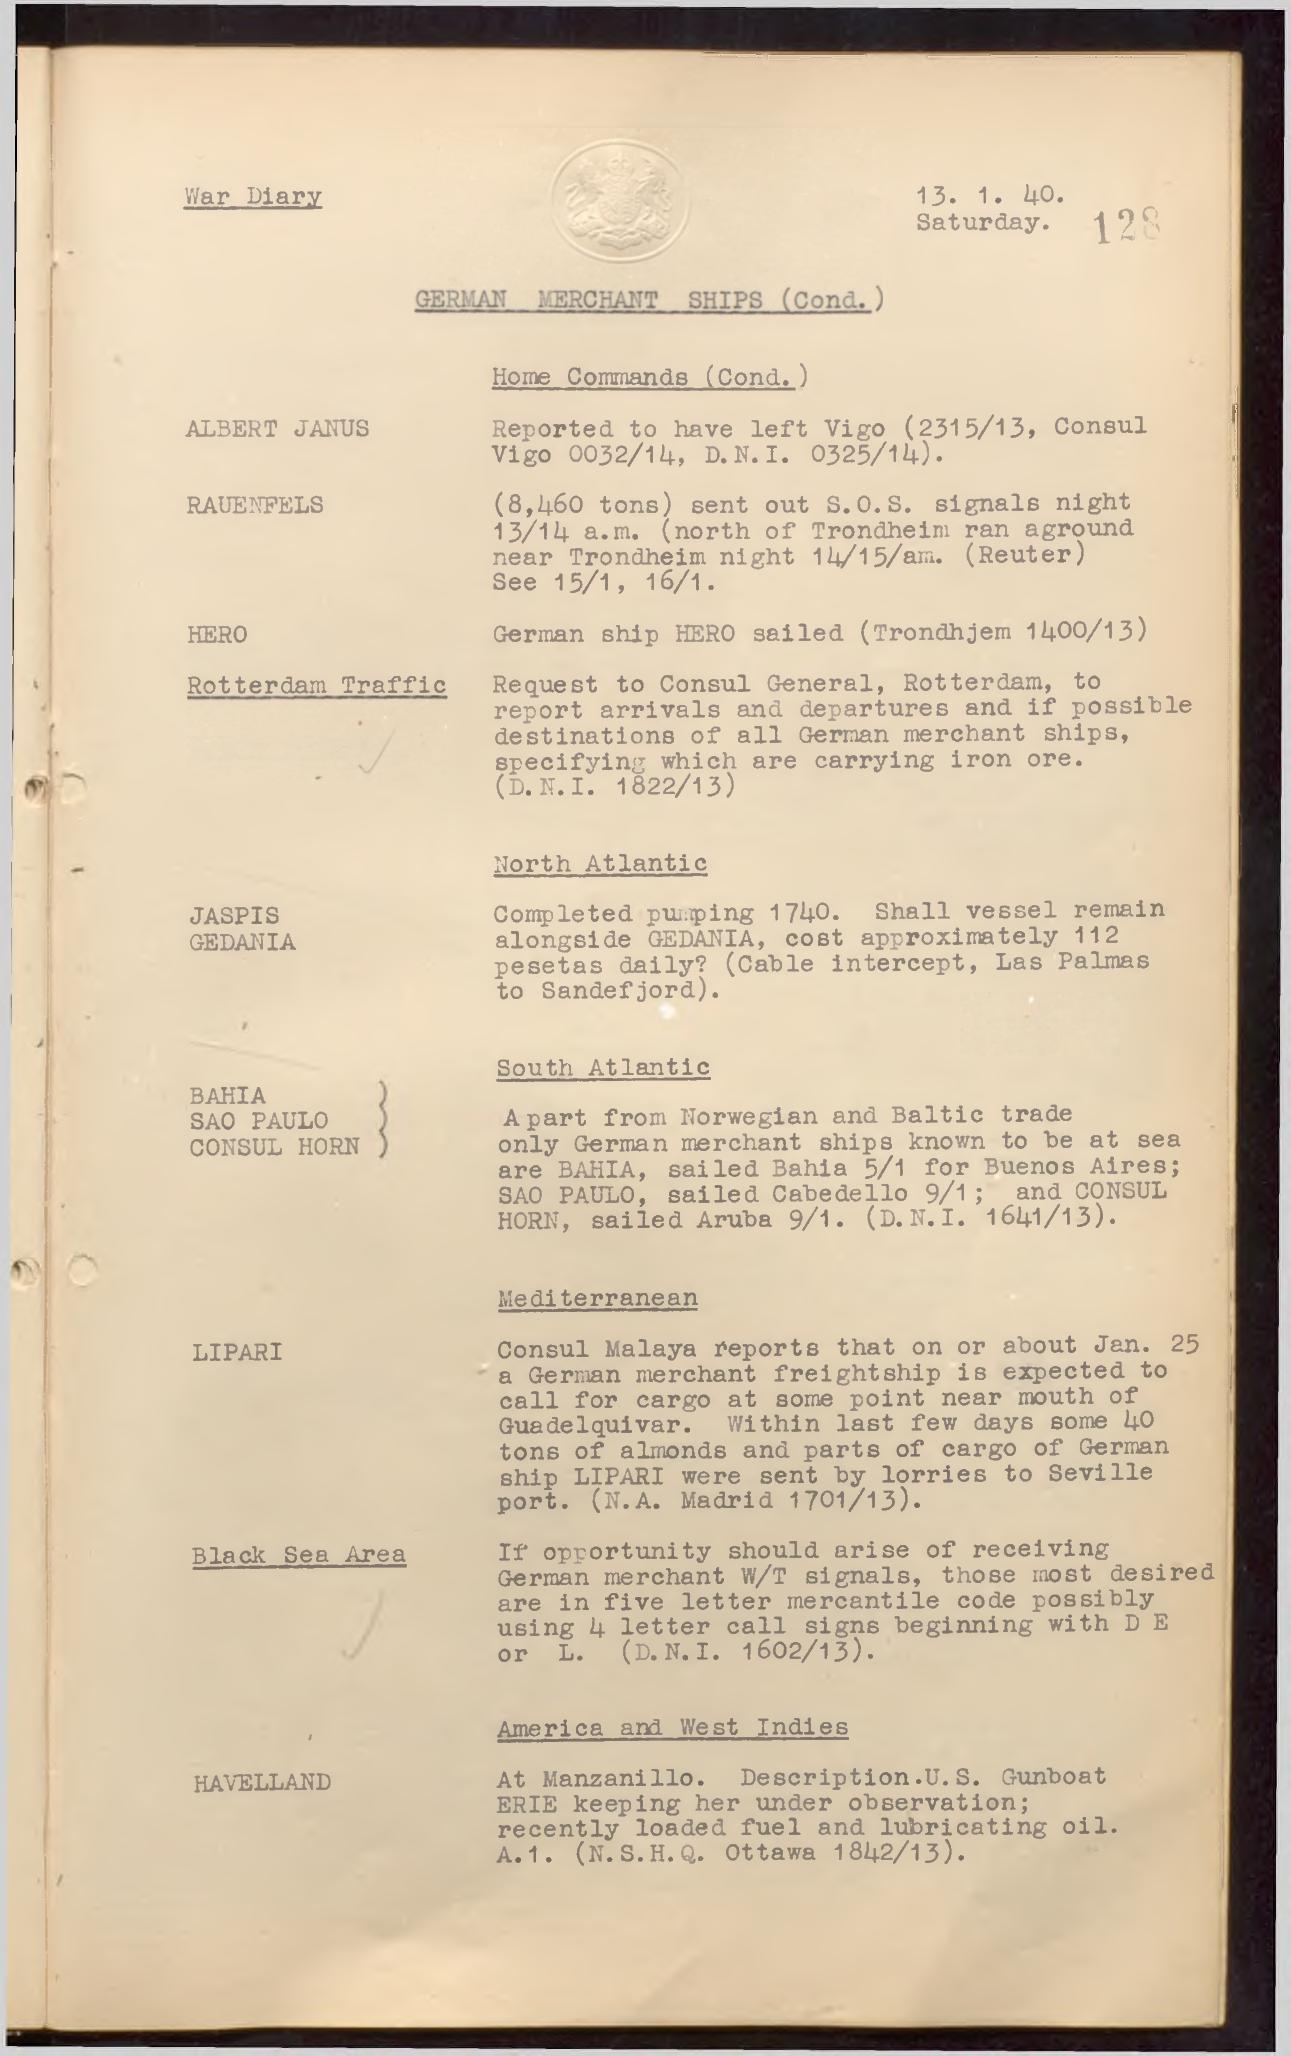 War Diary
13. 1. 40.
Saturday.
128
GERMAN MERCHANT SHIPS (Cond.)
Home Commands (Cond.)
ALBERT JANUS
Reported to have left Vigo (2315/13, Consul
Vigo 0032/14, D.N.I. 0325/14).
RAUENFELS
(8,460 tons) sent out S.O.S. signals night
13/14 a.m. (north of Trondheim ran aground
near Trondheim night 14/15/am. (Reuter)
See 15/1, 16/1.
HERO
German ship HERO sailed (Trondhjem 1400/13)
Rotterdam Traffic
Request to Consul General, Rotterdam, to
report arrivals and departures and if possible
destinations of all German merchant ships,
specifying which are carrying iron ore.
(D.N.I. 1822/13)
North Atlantic
JASPIS
GEDANIA
Completed pumping 1740. Shall vessel remain
alongside GEDANIA, cost approximately 112
pesetas daily? (Cable intercept, Las Palmas
to Sandefjord).
South Atlantic
BAHIA
SAO PAULO
CONSUL HORN
Apart from Norwegian and Baltic trade
only German merchant ships known to be at sea
are BAHIA, sailed Bahia 5/1 for Buenos Aires;
SAO PAULO, sailed Cabedello 9/1; and CONSUL
HORN, sailed Aruba 9/1. (D.N.I. 1641/13).
Mediterranean
LIPARI
Consul Malaya reports that on or about Jan. 25
a German merchant freightship is expected to
call for cargo at some point near mouth of
Guadelquivar. Within last few days some 40
tons of almonds and parts of cargo of German
ship LIPARI were sent by lorries to Seville
port. (N.A. Madrid 1701/13).
Black Sea Area
If opportunity should arise of receiving
German merchant W/T signals, those most desired
are in five letter mercantile code possibly
using 4 letter call signs beginning with D E
or L. (D.N.I. 1602/13).
America and West Indies
HAVELLAND
At Manzanillo. Description.U.S. Gunboat
ERIE keeping her under observation;
recently loaded fuel and lubricating oil.
A.1. (N.S.H.Q. Ottawa 1842/13).